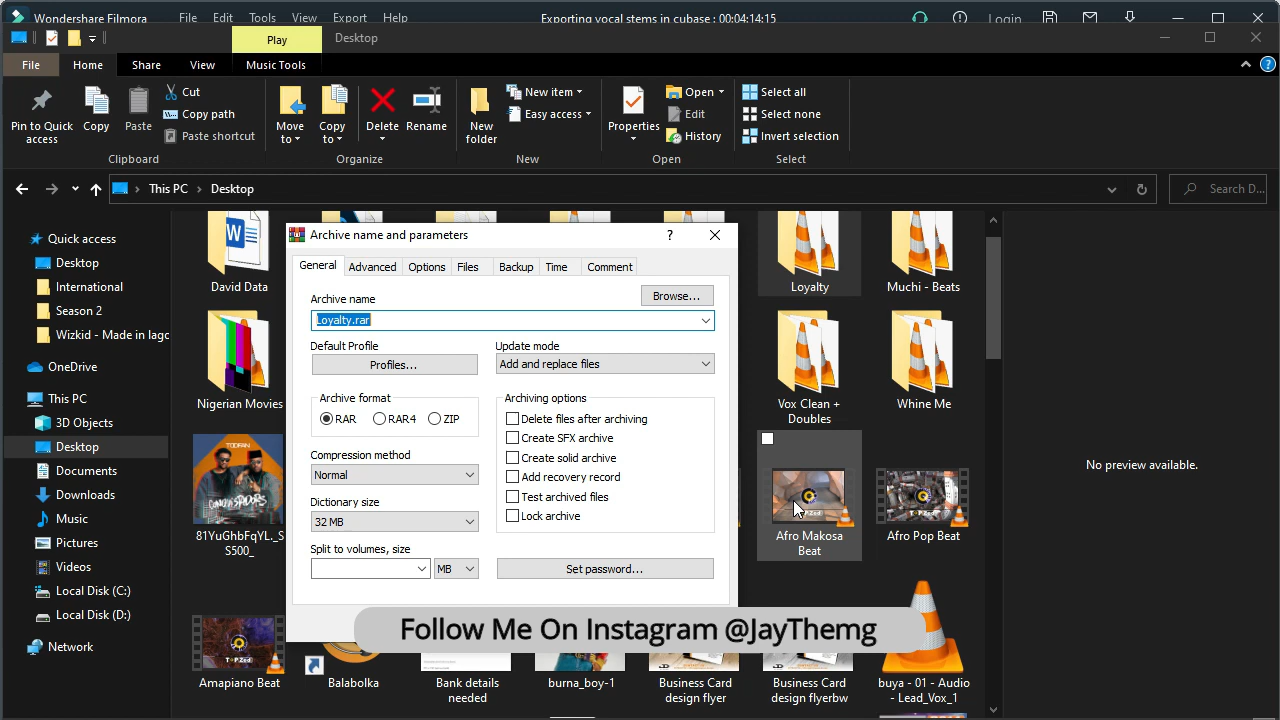 Wondershare Filmora File Edit Tools View Export Help Exporting vocal stems in cubase : 00:04:14:15 Login
Play Desktop
File Home Share View Music Tools
Pin to Quick access
Copy
Paste
Cut
Copy path
Paste shortcut
Clipboard
Move to
Copy to
Delete
Rename
Organize
New folder
New item
Easy access
New
Properties
Open
Edit
History
Open
Select all
Select none
Invert selection
Select
This PC > Desktop
Search D...
Quick access
Desktop
International
Season 2
Wizkid - Made in lago
OneDrive
This PC
3D Objects
Desktop
Documents
Downloads
Music
Pictures
Videos
Local Disk (C:)
Local Disk (D:)
Network
David Data
Nigerian Movies
81YuGhbFqYL._S
S500_
Amapiano Beat
Archive name and parameters
?
General Advanced Options Files Backup Time Comment
Archive name
Browse...
Loyalty.rar
Default Profile
Profiles...
Update mode
Add and replace files
Archive format
RAR RAR4 ZIP
Compression method
Normal
Dictionary size
32 MB
Split to volumes, size
MB
Archiving options
Delete files after archiving
Create SFX archive
Create solid archive
Add recovery record
Test archived files
Lock archive
Set password...
Loyalty
Muchi - Beats
Vox Clean +
Doubles
Whine Me
Afro Makosa
Beat
Afro Pop Beat
No preview available.
Follow Me On Instagram @JayThemg
Balabolka
Bank details
needed
burna_boy-1
Business Card
design flyer
Business Card
design flyerbw
buya - 01 - Audio
- Lead_Vox_1